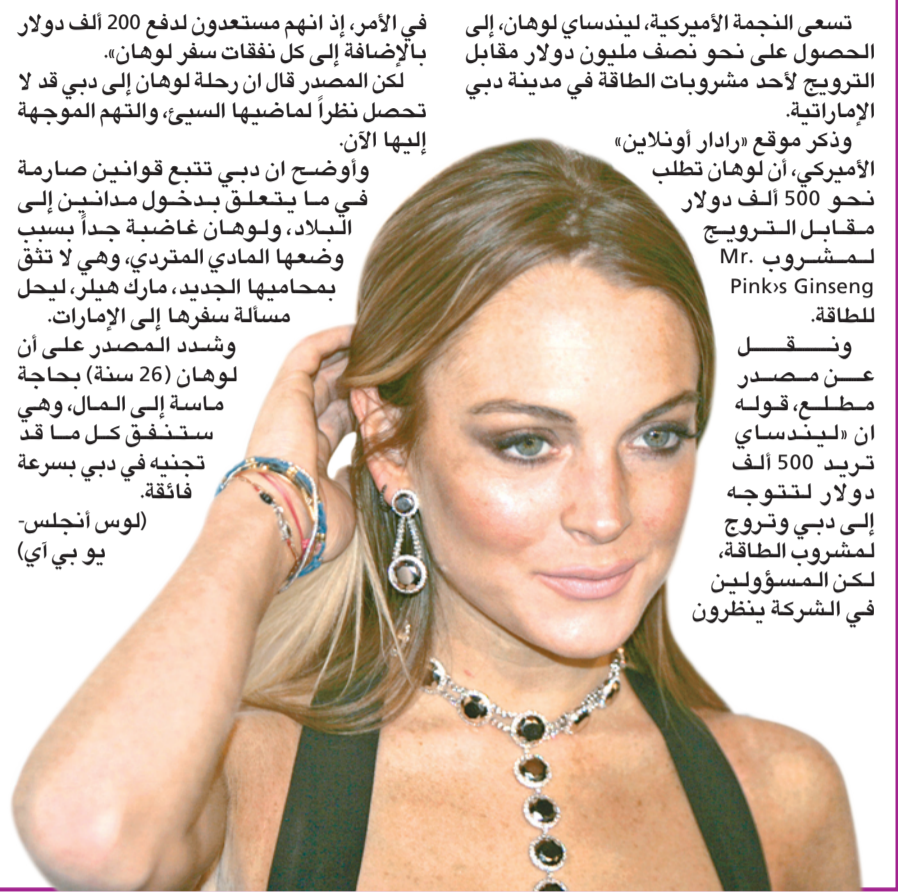 تسعى النجمة الأميركية، ليندساي لوهان، إلى
الحصول على نحو نصف مليون دولار مقابل
الترويج لأحد مشروبات الطاقة في مدينة دبي
الإماراتية.
وذكر موقع «رادار أونلاين»
الأميركي، أن لوهان تطلب
نحو 500 ألف دولار
مقابل الترويج
لمشروب Mr.
Pink›s Ginseng
للطاقة.
ونقل
عن مصدر
مطلع، قوله
ان «ليندساي
تريد 500 ألف
دولار لتتوجه
إلى دبي وتروج
لمشروب الطاقة،
لكن المسؤولين
في الشركة ينظرون
في الأمر، إذ انهم مستعدون لدفع 200 ألف دولار
بالإضافة إلى كل نفقات سفر لوهان».
لكن المصدر قال ان رحلة لوهان إلى دبي قد لا
تحصل نظراً لماضيها السيئ، والتهم الموجهة
إليها الآن.
وأوضح ان دبي تتبع قوانين صارمة
في ما يتعلق بدخول مدانين إلى
البلاد، ولوهان غاضبة جداً بسبب
وضعها المادي المتردي، وهي لا تثق
بمحاميها الجديد، مارك هيلر، ليحل
مسألة سفرها إلى الإمارات.
وشدد المصدر على أن
لوهان (26 سنة) بحاجة
ماسة إلى المال، وهي
ستنفق كل ما قد
تجنيه في دبي بسرعة
فائقة.
(لوس أنجلس-
يو بي آي)